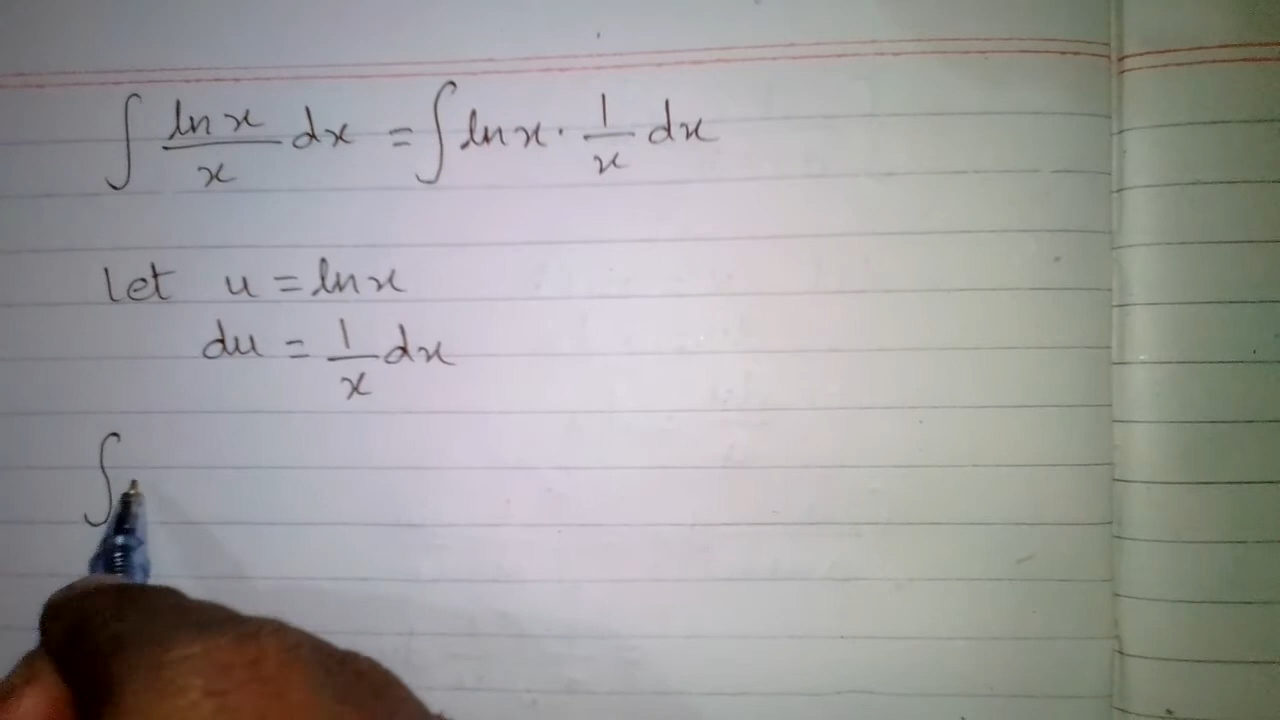 ∫ ln x / x dx = ∫ ln x · 1/x dx
Let u = ln x
du = 1/x dx
∫